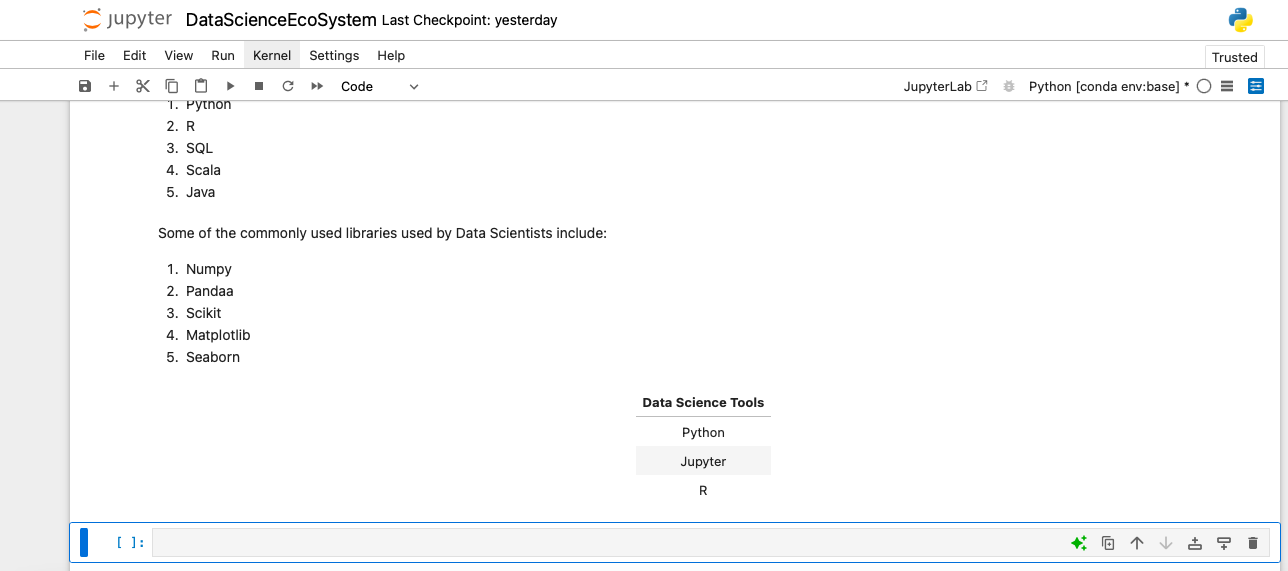 jupyter DataScienceEcoSystem Last Checkpoint: yesterday
File Edit View Run Kernel Settings Help Trusted
Code JupyterLab Python [conda env:base] *
1. Python
2. R
3. SQL
4. Scala
5. Java
Some of the commonly used libraries used by Data Scientists include:
1. Numpy
2. Pandaa
3. Scikit
4. Matplotlib
5. Seaborn
Data Science Tools
Python
Jupyter
R
[ ]: